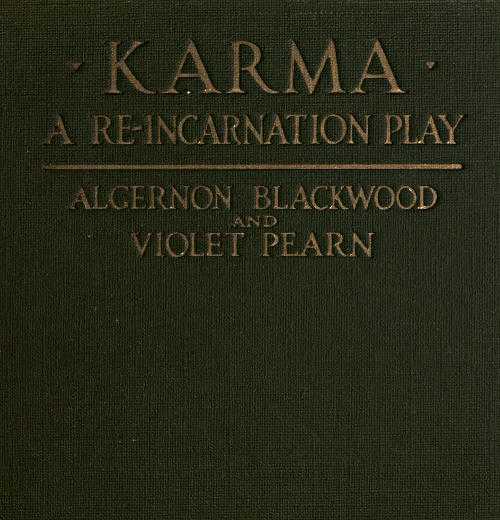 KARMA
A RE-INCARNATION PLAY
ALGERNON BLACKWOOD
AND
VIOLET PEARN